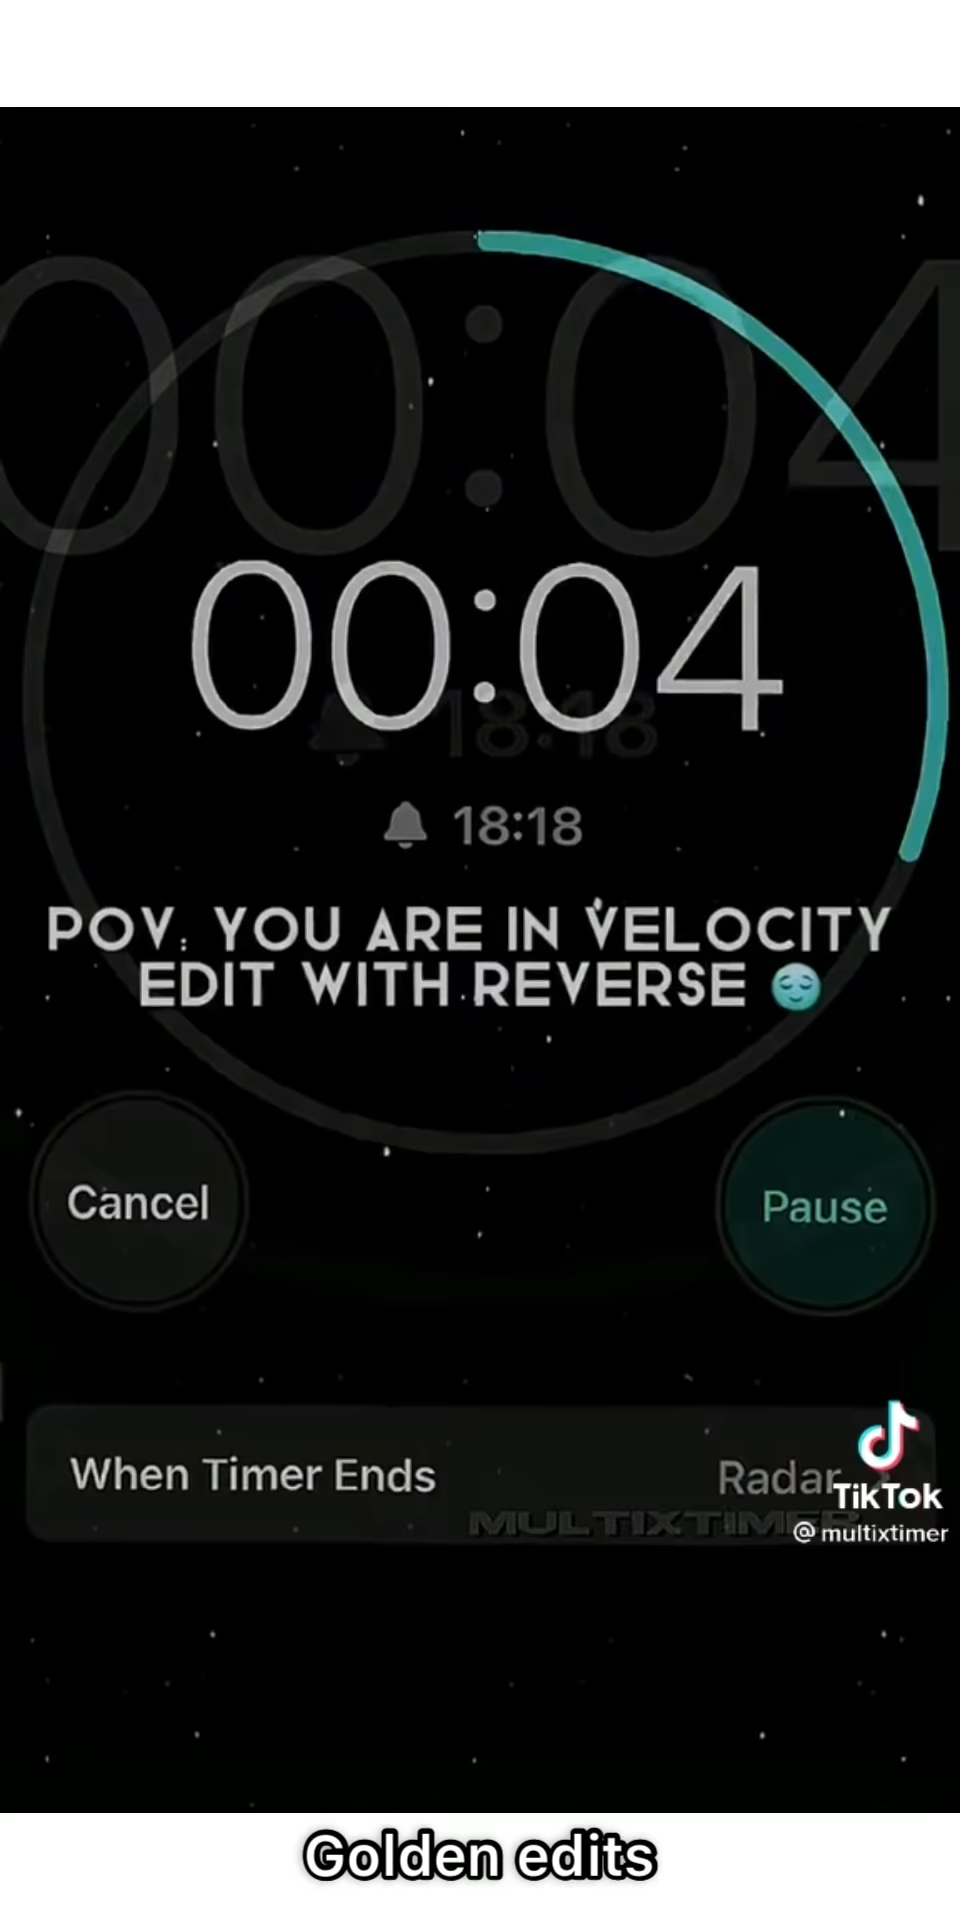 00:04
00:04
18:18
18:18
POV: YOU ARE IN VELOCITY
EDIT WITH REVERSE 😌
Cancel
Pause
When Timer Ends
Radar
TikTok
MULTIXTIMER
@multixtimer
Golden edits